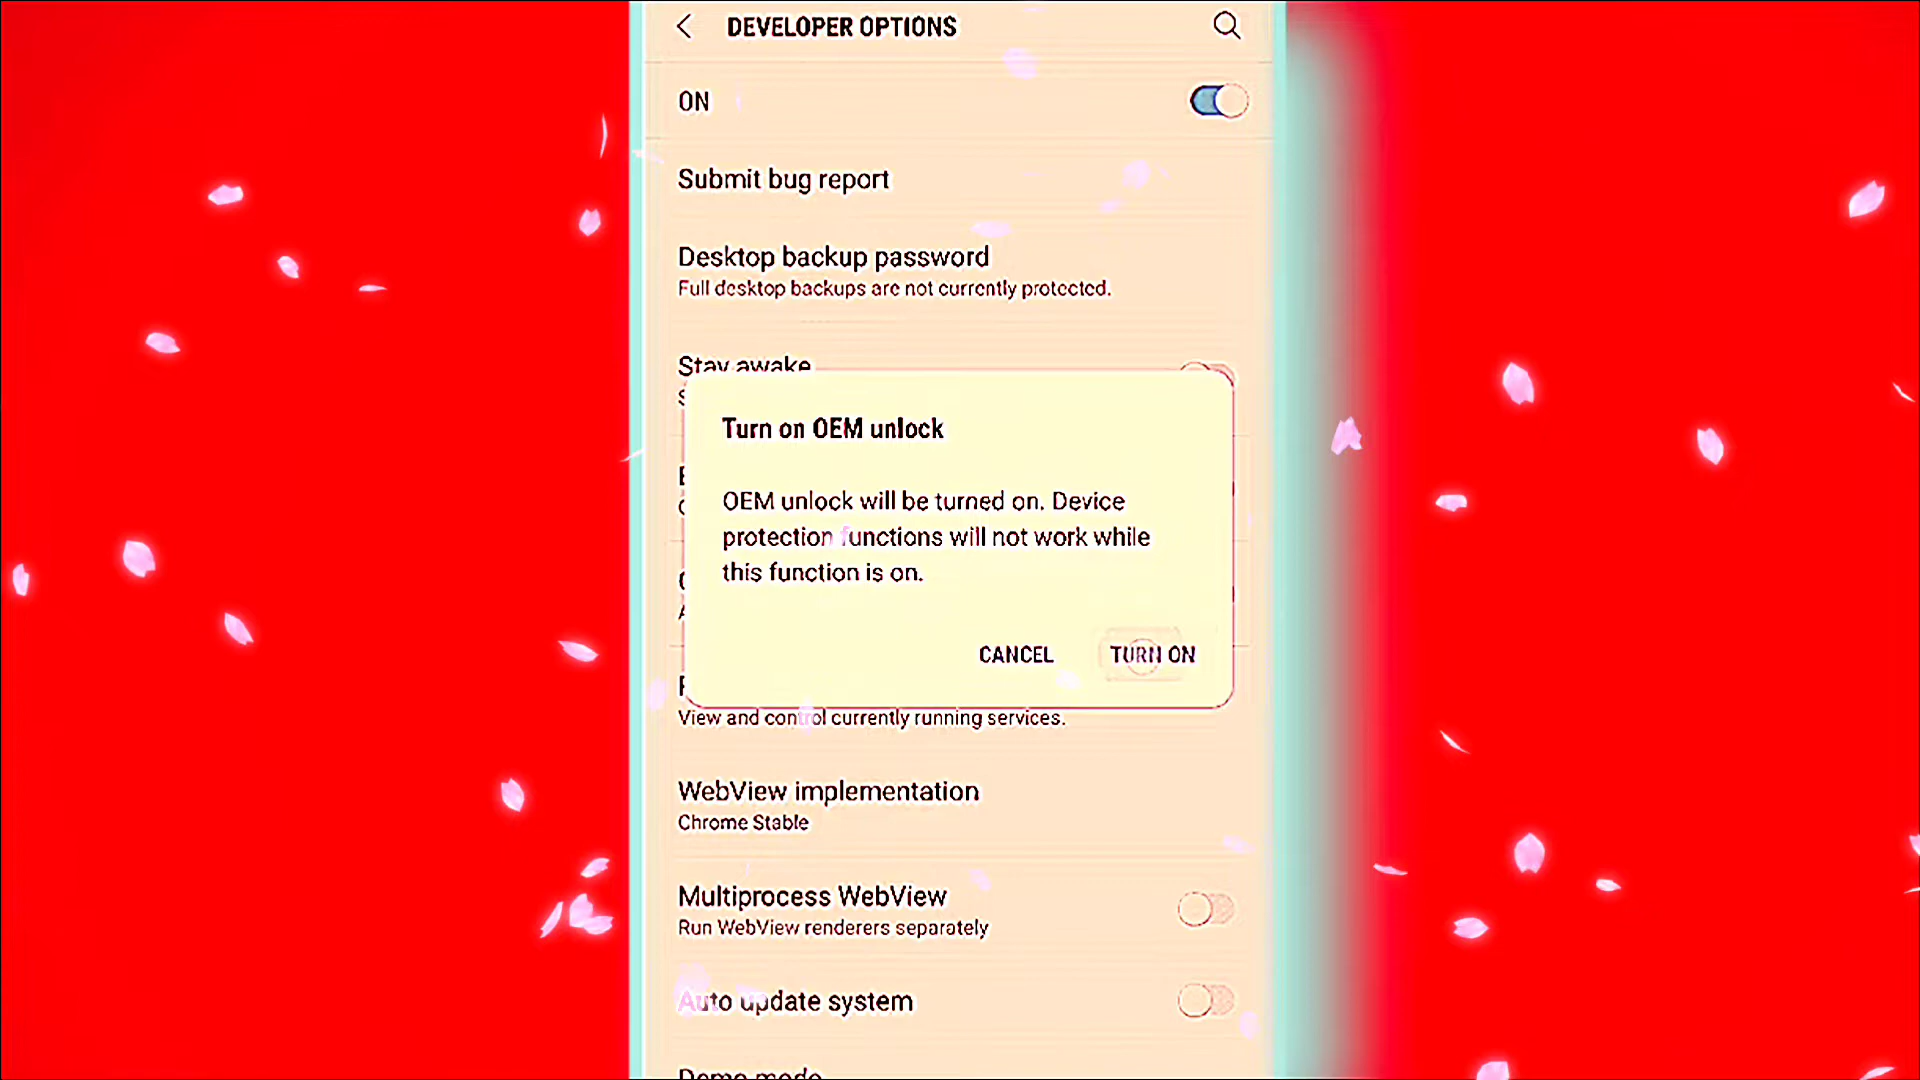 DEVELOPER OPTIONS
ON
Submit bug report
Desktop backup password
Full desktop backups are not currently protected.
Stay awake
Turn on OEM unlock
OEM unlock will be turned on. Device
protection functions will not work while
this function is on.
CANCEL TURN ON
View and control currently running services.
WebView implementation
Chrome Stable
Multiprocess WebView
Run WebView renderers separately
Auto update system
Demo mode